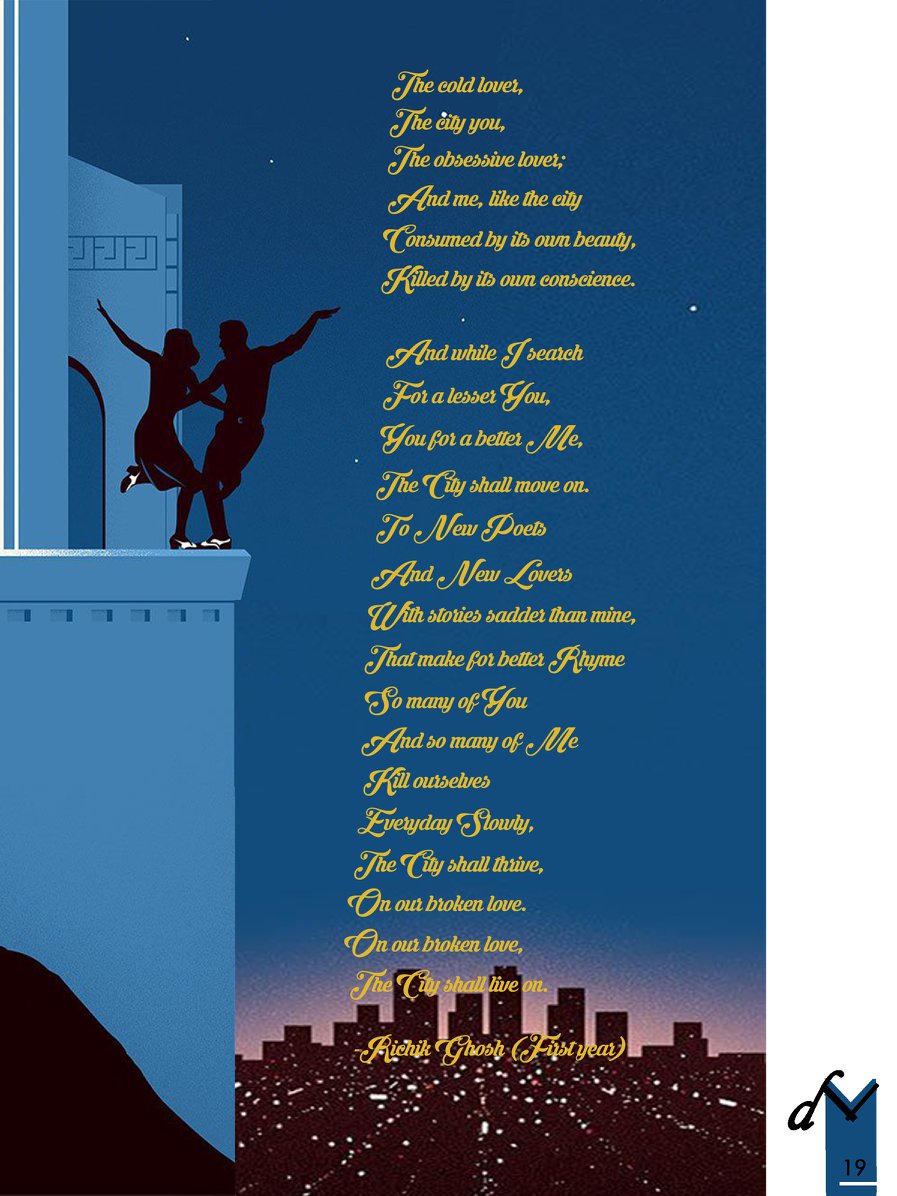 The cold lover,
The city you,
The obsessive lover;
And me, like the city
Consumed by its own beauty,
Killed by its own conscience.
And while I search
For a lesser You,
You for a better Me,
The City shall move on.
To New Poets
And New Lovers
With stories sadder than mine,
That make for better Rhyme
So many of You
And so many of Me
Kill ourselves
Everyday Slowly,
The City shall thrive,
On our broken love.
On our broken love,
The City shall live on.
-Richik Ghosh (First year)
19